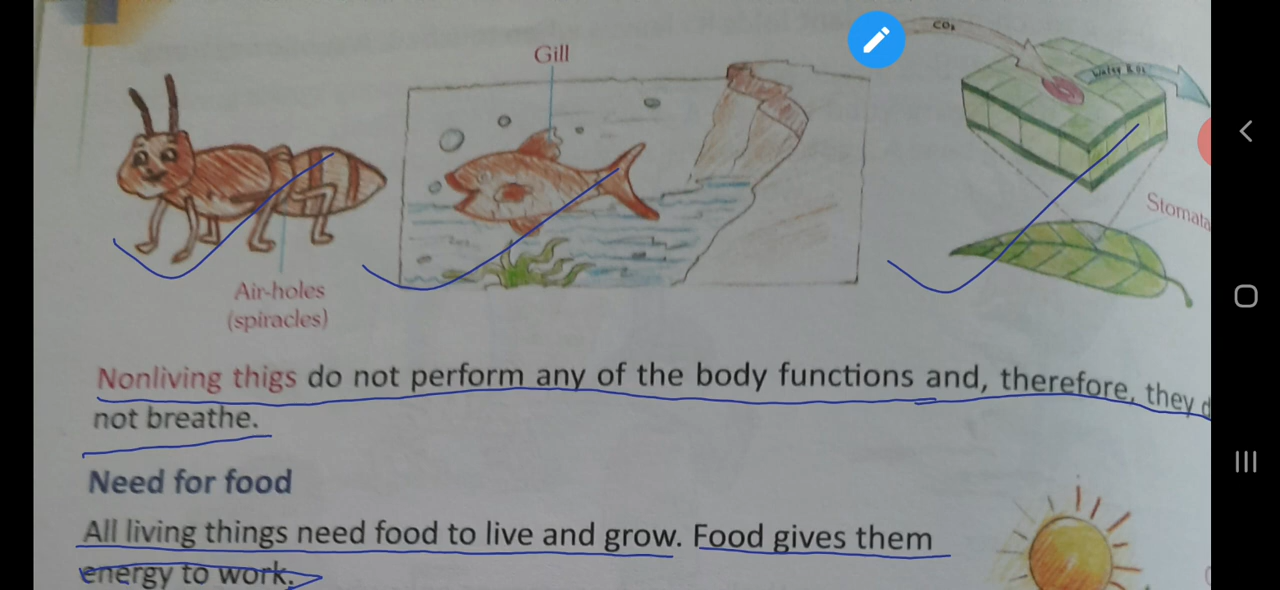 Gill
CO₂
Water & O₂
Stomata
Air-holes
(spiracles)
Nonliving thigs do not perform any of the body functions and, therefore, they
not breathe.
Need for food
All living things need food to live and grow. Food gives them
energy to work.